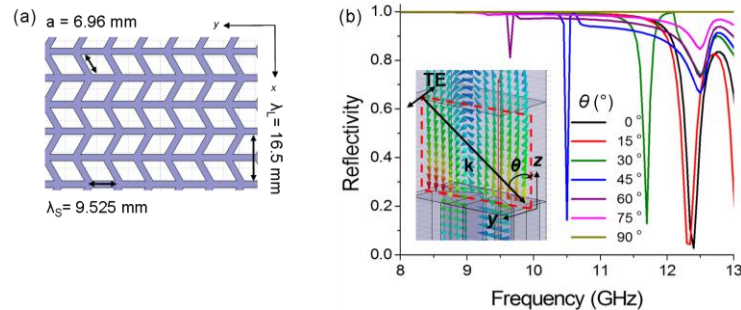 (a)
a = 6.96 mm
y
x
λL = 16.5 mm
λS = 9.525 mm
(b)
Reflectivity
1.0
0.8
0.6
0.4
0.2
0.0
TE
k
θ
z
y
θ (°)
0 °
15 °
30 °
45 °
60 °
75 °
90 °
8
9
10
11
12
13
Frequency (GHz)